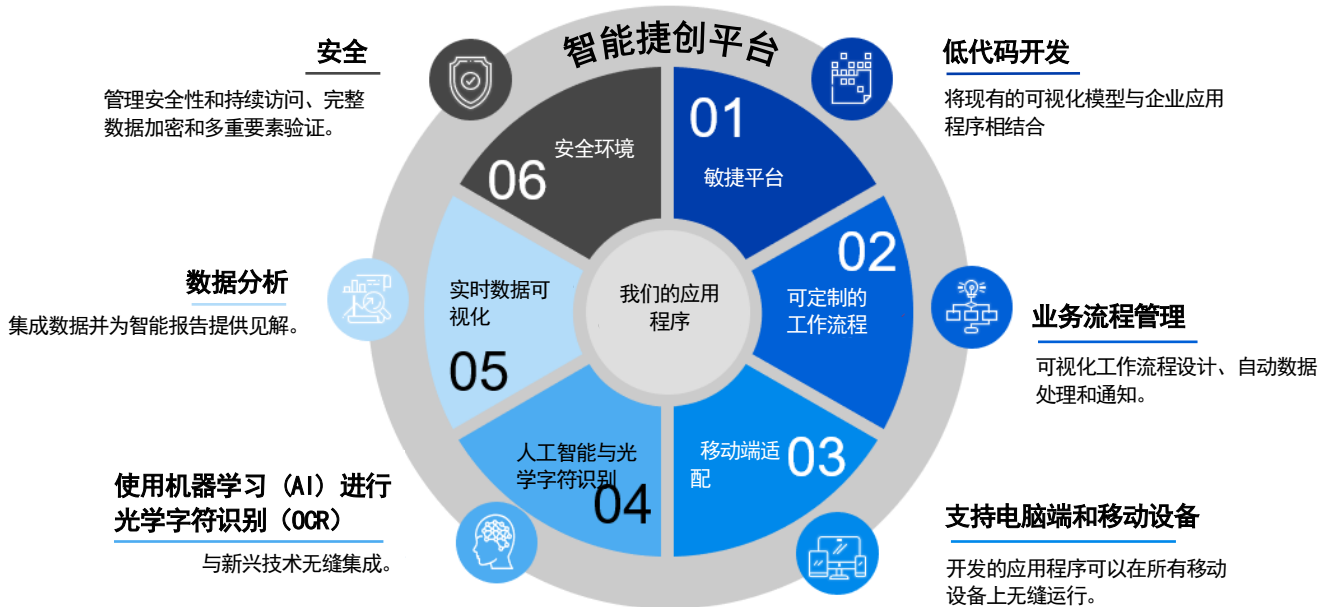 智能捷创平台
安全
管理安全性和持续访问、完整
数据加密和多重要素验证。
低代码开发
将现有的可视化模型与企业应用
程序相结合
01
敏捷平台
06
安全环境
02
可定制的
工作流程
数据分析
集成数据并为智能报告提供见解。
实时数据可
视化
05
我们的应用
程序
业务流程管理
可视化工作流程设计、自动数据
处理和通知。
人工智能与光
学字符识别
04
移动端适
配
03
使用机器学习（AI）进行
光学字符识别（OCR）
与新兴技术无缝集成。
支持电脑端和移动设备
开发的应用程序可以在所有移动
设备上无缝运行。